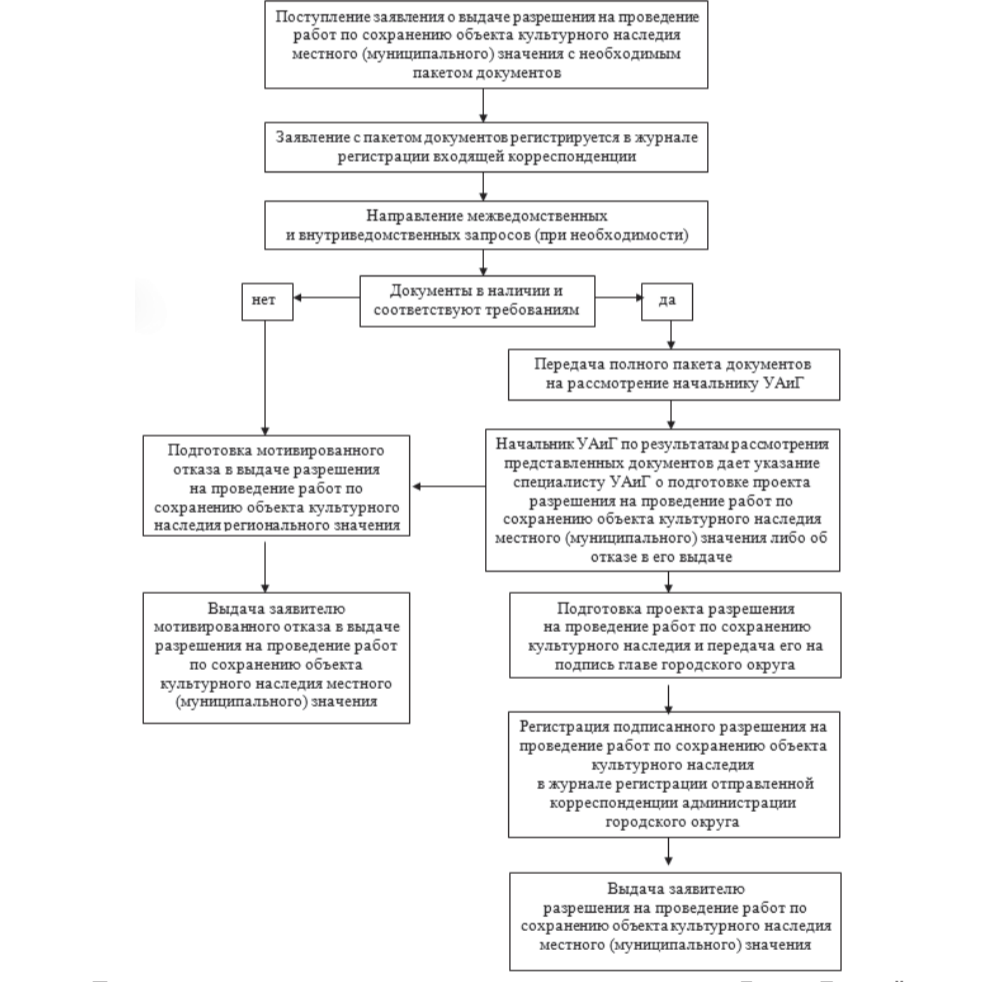 Поступление заявления о выдаче разрешения на проведение
работ по сохранению объекта культурного наследия
местного (муниципального) значения с необходимым
пакетом документов
Заявление с пакетом документов регистрируется в журнале
регистрации входящей корреспонденции
Направление межведомственных
и внутриведомственных запросов (при необходимости)
нет
Документы в наличии и
соответствуют требованиям
да
Передача полного пакета документов
на рассмотрение начальнику УАиГ
Подготовка мотивированного
отказа в выдаче разрешения
на проведение работ по
сохранению объекта культурного
наследия регионального значения
Начальник УАиГ по результатам рассмотрения
представленных документов дает указание
специалисту УАиГ о подготовке проекта
разрешения на проведение работ по
сохранению объекта культурного наследия
местного (муниципального) значения либо об
отказе в его выдаче
Выдача заявителю
мотивированного отказа в выдаче
разрешения на проведение работ
по сохранению объекта
культурного наследия местного
(муниципального) значения
Подготовка проекта разрешения
на проведение работ по сохранению
культурного наследия и передача его на
подпись главе городского округа
Регистрация подписанного разрешения на
проведение работ по сохранению объекта
культурного наследия
в журнале регистрации отправленной
корреспонденции администрации
городского округа
Выдача заявителю
разрешения на проведение работ по
сохранению объекта культурного наследия
местного (муниципального) значения